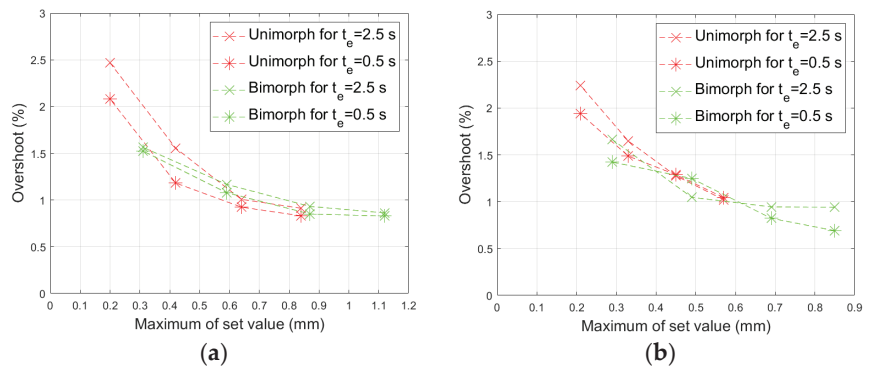 3
2.5
2
1.5
1
0.5
0
Overshoot (%)
0 0.1 0.2 0.3 0.4 0.5 0.6 0.7 0.8 0.9 1 1.1 1.2
Maximum of set value (mm)
Unimorph for te=2.5 s
Unimorph for te=0.5 s
Bimorph for te=2.5 s
Bimorph for te=0.5 s
(a)
3
2.5
2
1.5
1
0.5
0
Overshoot (%)
0 0.1 0.2 0.3 0.4 0.5 0.6 0.7 0.8 0.9
Maximum of set value (mm)
Unimorph for te=2.5 s
Unimorph for te=0.5 s
Bimorph for te=2.5 s
Bimorph for te=0.5 s
(b)